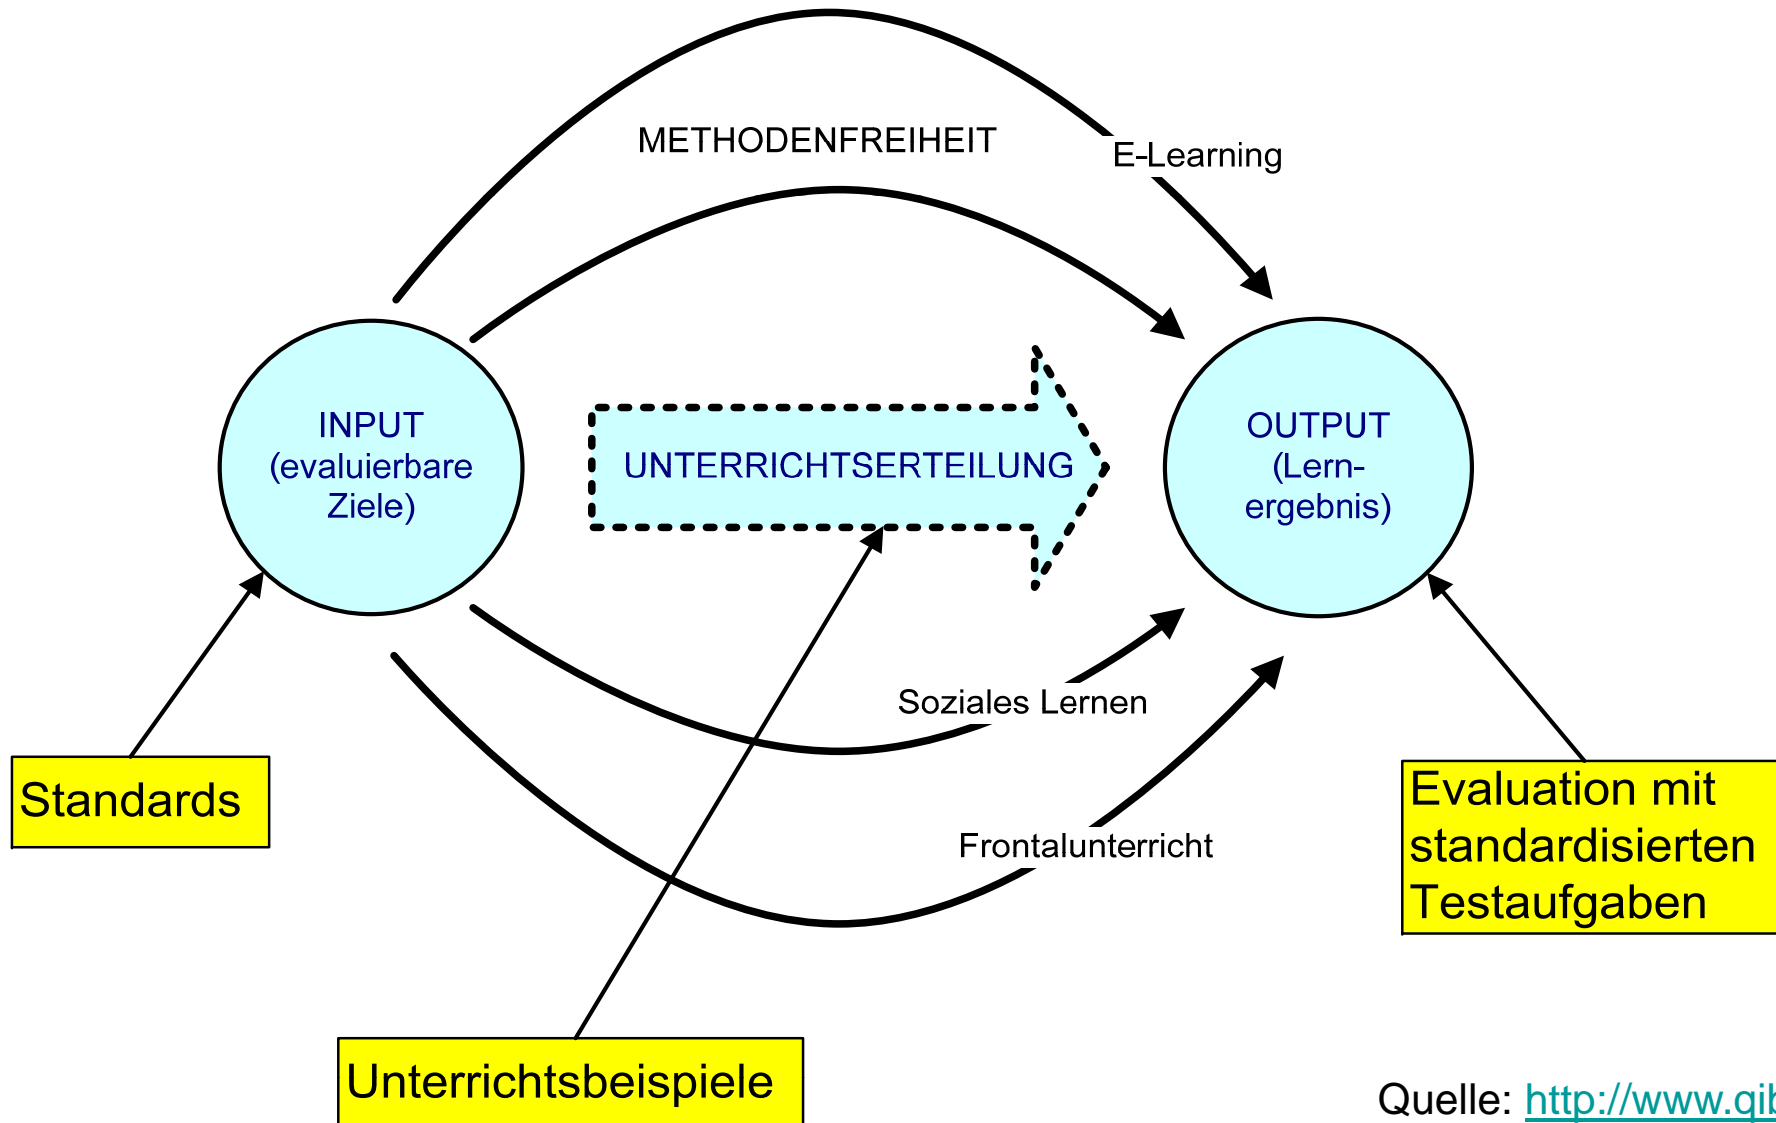 METHODENFREIHEIT
E-Learning
INPUT
(evaluierbare
Ziele)
UNTERRICHTSERTEILUNG
OUTPUT
(Lern-
ergebnis)
Soziales Lernen
Standards
Evaluation mit
standardisierten
Testaufgaben
Frontalunterricht
Unterrichtsbeispiele
Quelle: http://www.qib